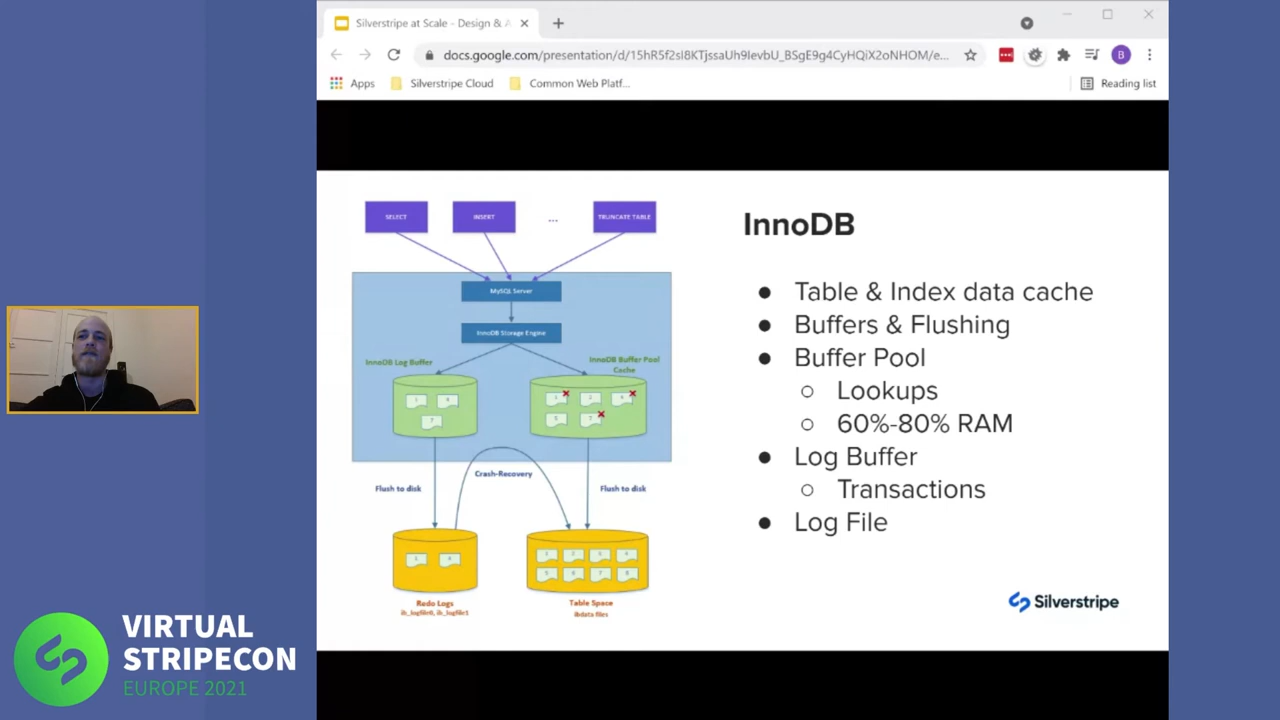 Silverstripe at Scale - Design & A
docs.google.com/presentation/d/15hR5f2sI8KTjssaUh9IevbU_BSgE9g4CyHQiX2oNHOM/e...
B
Apps
Silverstripe Cloud
Common Web Platf...
Reading list
SELECT
INSERT
...
TRUNCATE TABLE
MySQL Server
InnoDB Storage Engine
InnoDB Log Buffer
InnoDB Buffer Pool
Cache
Crash-Recovery
Flush to disk
Flush to disk
Redo Logs
ib_logfile0, ib_logfile1
Table Space
ibdata files
InnoDB
● Table & Index data cache
● Buffers & Flushing
● Buffer Pool
○ Lookups
○ 60%-80% RAM
● Log Buffer
○ Transactions
● Log File
Silverstripe
VIRTUAL
STRIPECON
EUROPE 2021